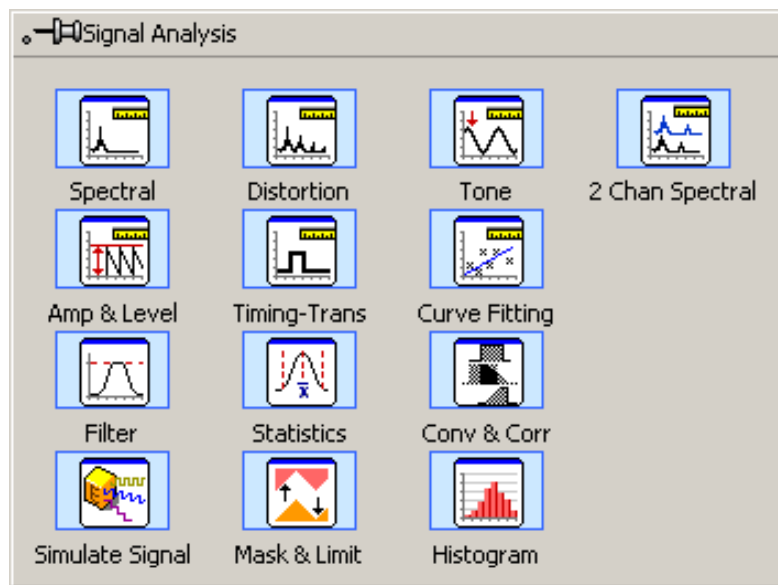 Signal Analysis
Spectral Distortion Tone 2 Chan Spectral
Amp & Level Timing-Trans Curve Fitting
x̄
Filter Statistics Conv & Corr
Simulate Signal Mask & Limit Histogram